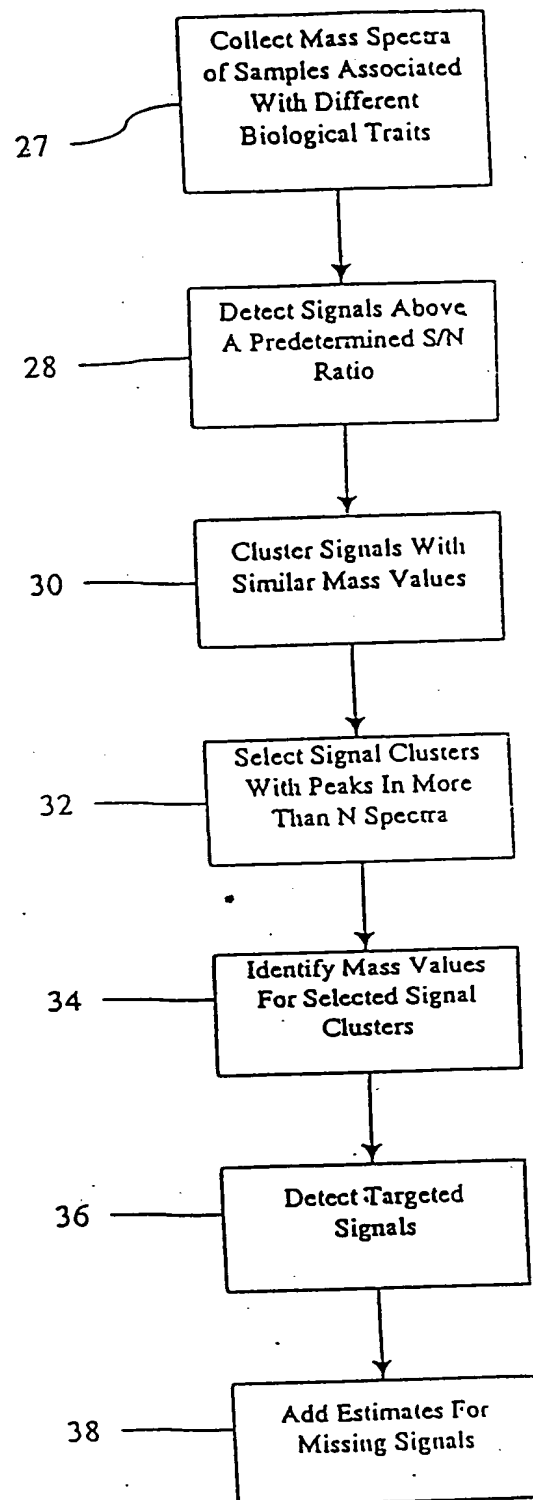 Collect Mass Spectra
of Samples Associated
With Different
Biological Traits
27
Detect Signals Above
A Predetermined S/N
Ratio
28
Cluster Signals With
Similar Mass Values
30
Select Signal Clusters
With Peaks In More
Than N Spectra
32
Identify Mass Values
For Selected Signal
Clusters
34
Detect Targeted
Signals
36
Add Estimates For
Missing Signals
38